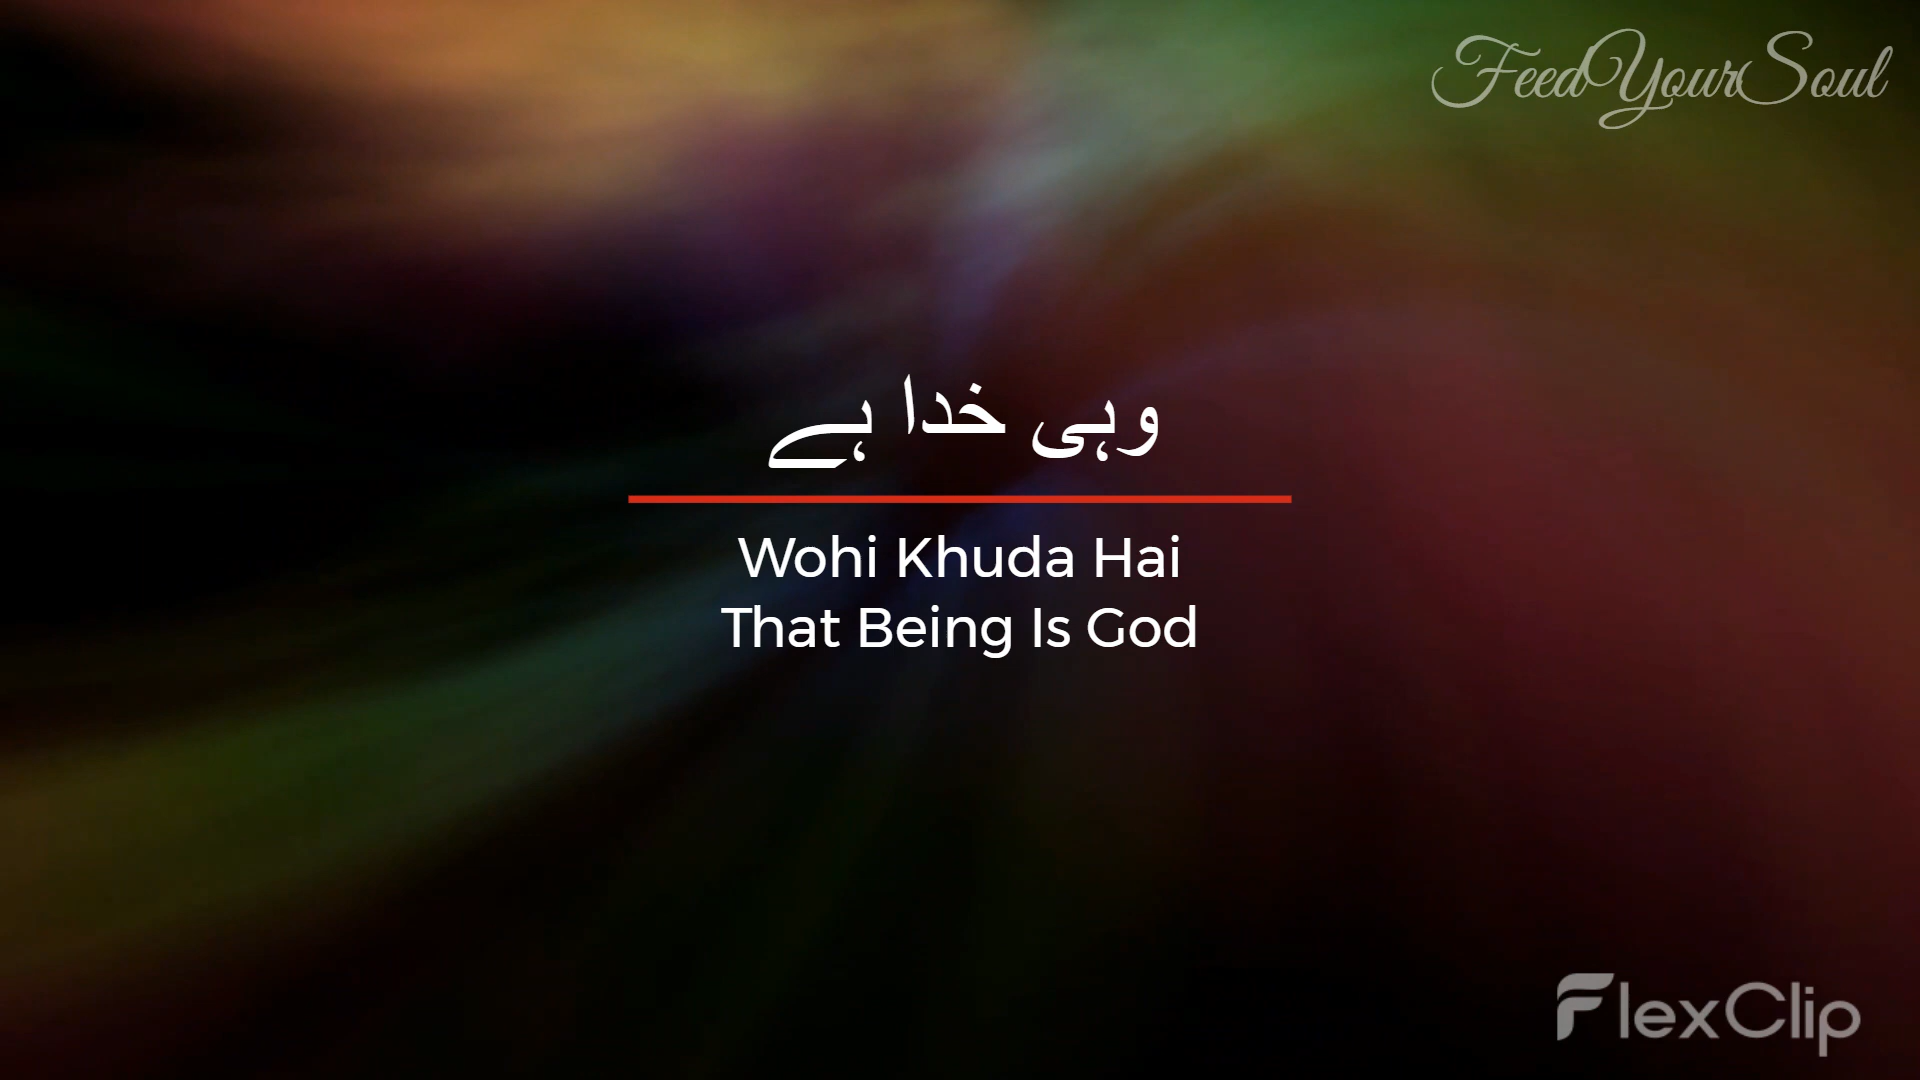 FeedYourSoul
وہی خدا ہے
Wohi Khuda Hai
That Being Is God
FlexClip